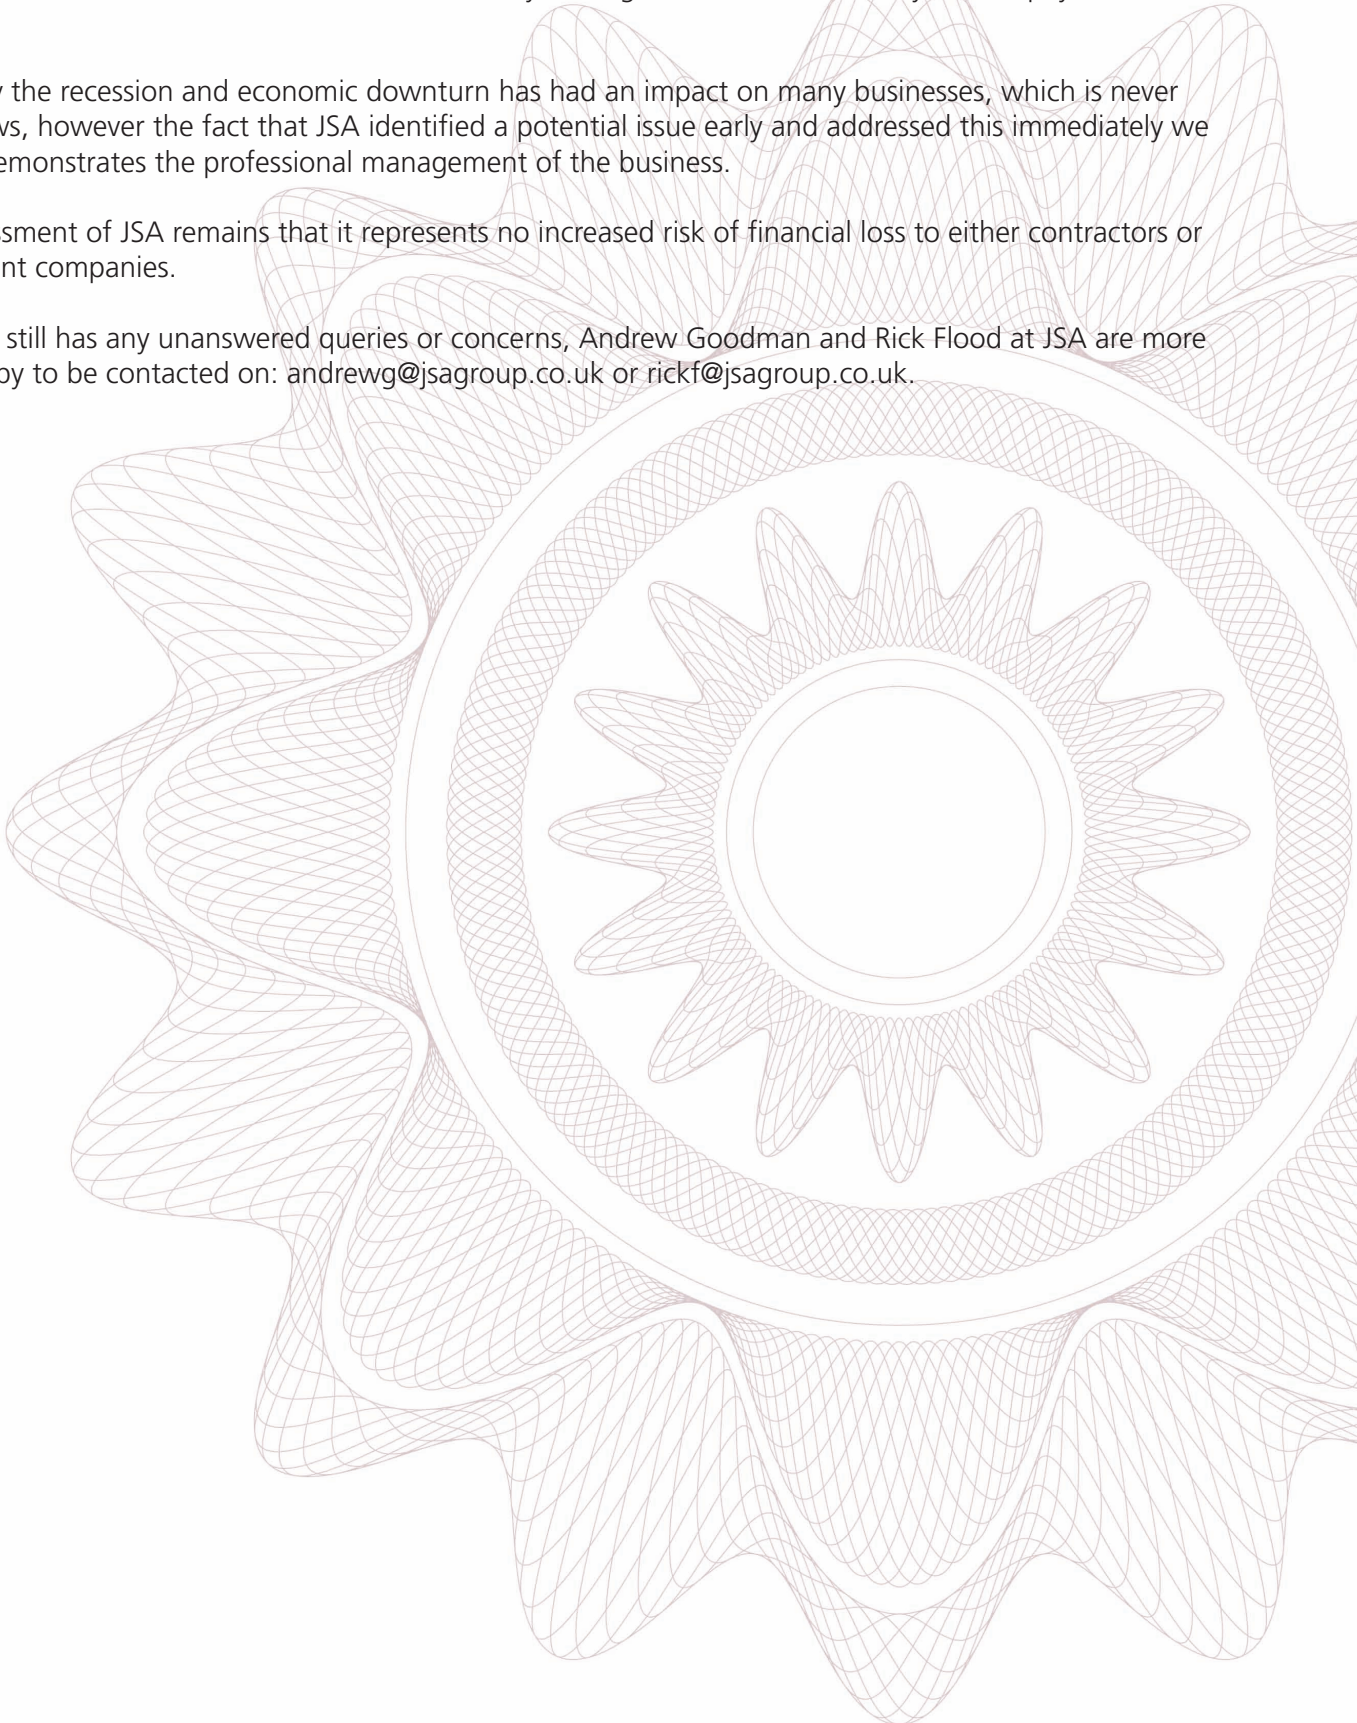 the recession and economic downturn has had an impact on many businesses, which is never
however the fact that JSA identified a potential issue early and addressed this immediately we
the professional management of the business.
of JSA remains that it represents no increased risk of financial loss to either contractors or
companies.
still has any unanswered queries or concerns, Andrew Goodman and Rick Flood at JSA are more
to be contacted on: andrewg@jsagroup.co.uk or rickf@jsagroup.co.uk.